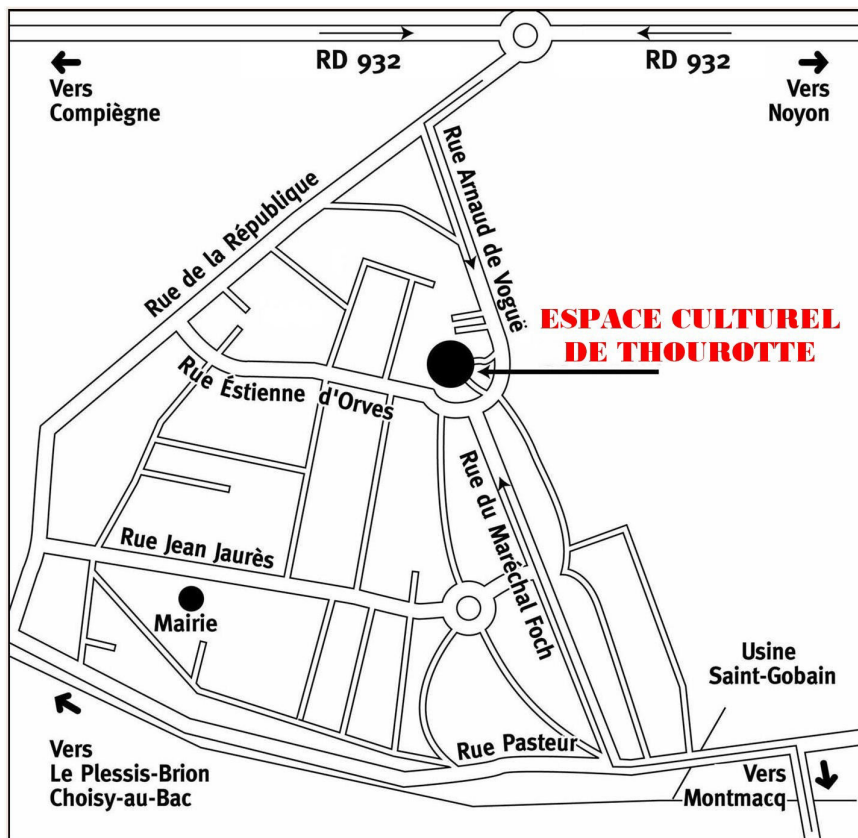 RD 932
RD 932
Vers
Compiègne
Vers
Noyon
Rue de la République
Rue Arnaud de Voguë
ESPACE CULTUREL
DE THOUROTTE
Rue Éstienne d'Orves
Rue du Maréchal Foch
Rue Jean Jaurès
Mairie
Usine
Saint-Gobain
Rue Pasteur
Vers
Le Plessis-Brion
Choisy-au-Bac
Vers
Montmacq